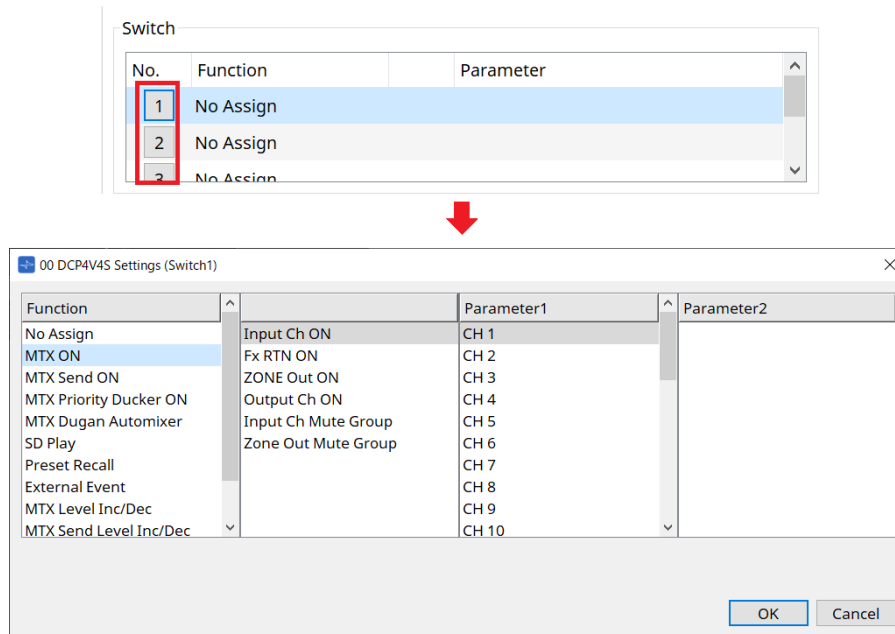 Switch
No. Function Parameter
1 No Assign
2 No Assign
3 No Assign
00 DCP4V4S Settings (Switch1)
Function Parameter1 Parameter2
No Assign Input Ch ON CH 1
MTX ON Fx RTN ON CH 2
MTX Send ON ZONE Out ON CH 3
MTX Priority Ducker ON Output Ch ON CH 4
MTX Dugan Automixer Input Ch Mute Group CH 5
SD Play Zone Out Mute Group CH 6
Preset Recall CH 7
External Event CH 8
MTX Level Inc/Dec CH 9
MTX Send Level Inc/Dec CH 10
OK Cancel